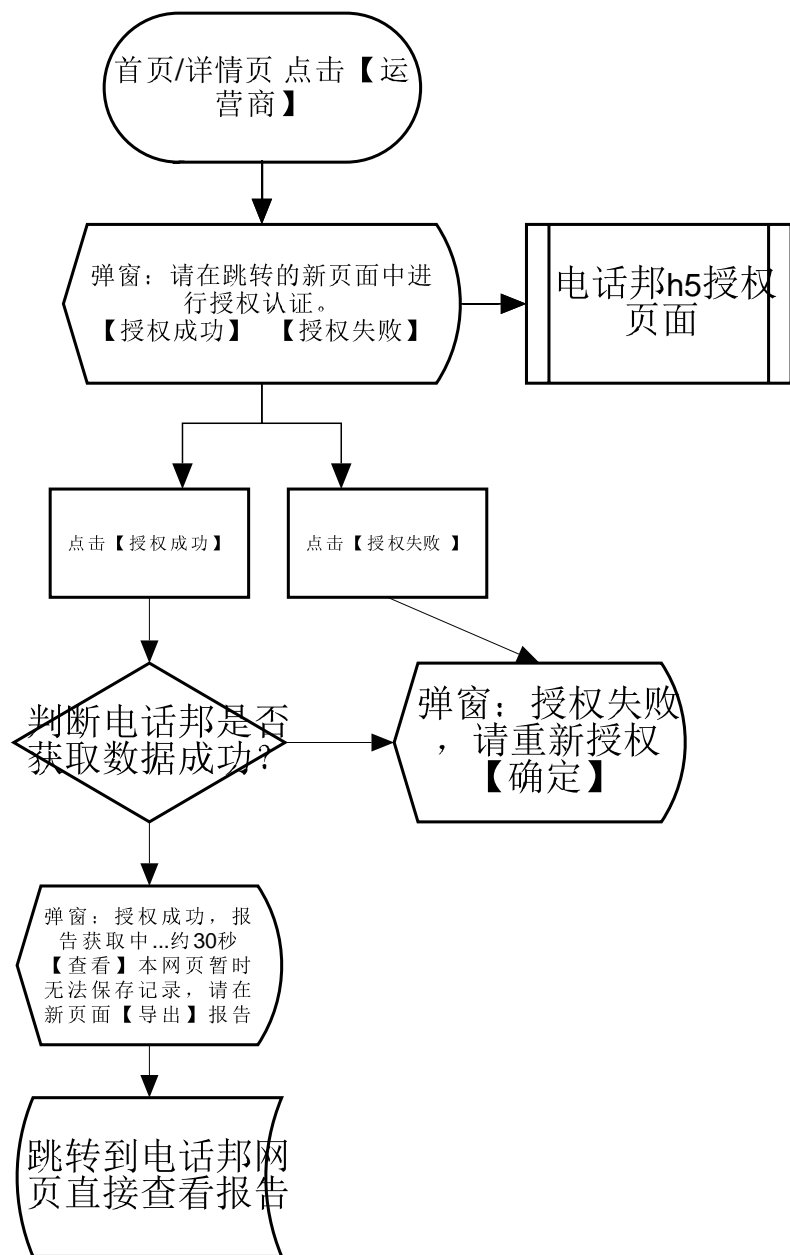 首页/详情页 点击【运
营商】
弹窗：请在跳转的新页面中进
行授权认证。
【授权成功】 【授权失败】
电话邦h5授权
页面
点击【授权成功】
点击【授权失败 】
判断电话邦是否
获取数据成功？
弹窗：授权失败
，请重新授权
【确定】
弹窗：授权成功，报
告获取中...约30秒
【查看】本网页暂时
无法保存记录，请在
新页面【导出】报告
跳转到电话邦网
页直接查看报告